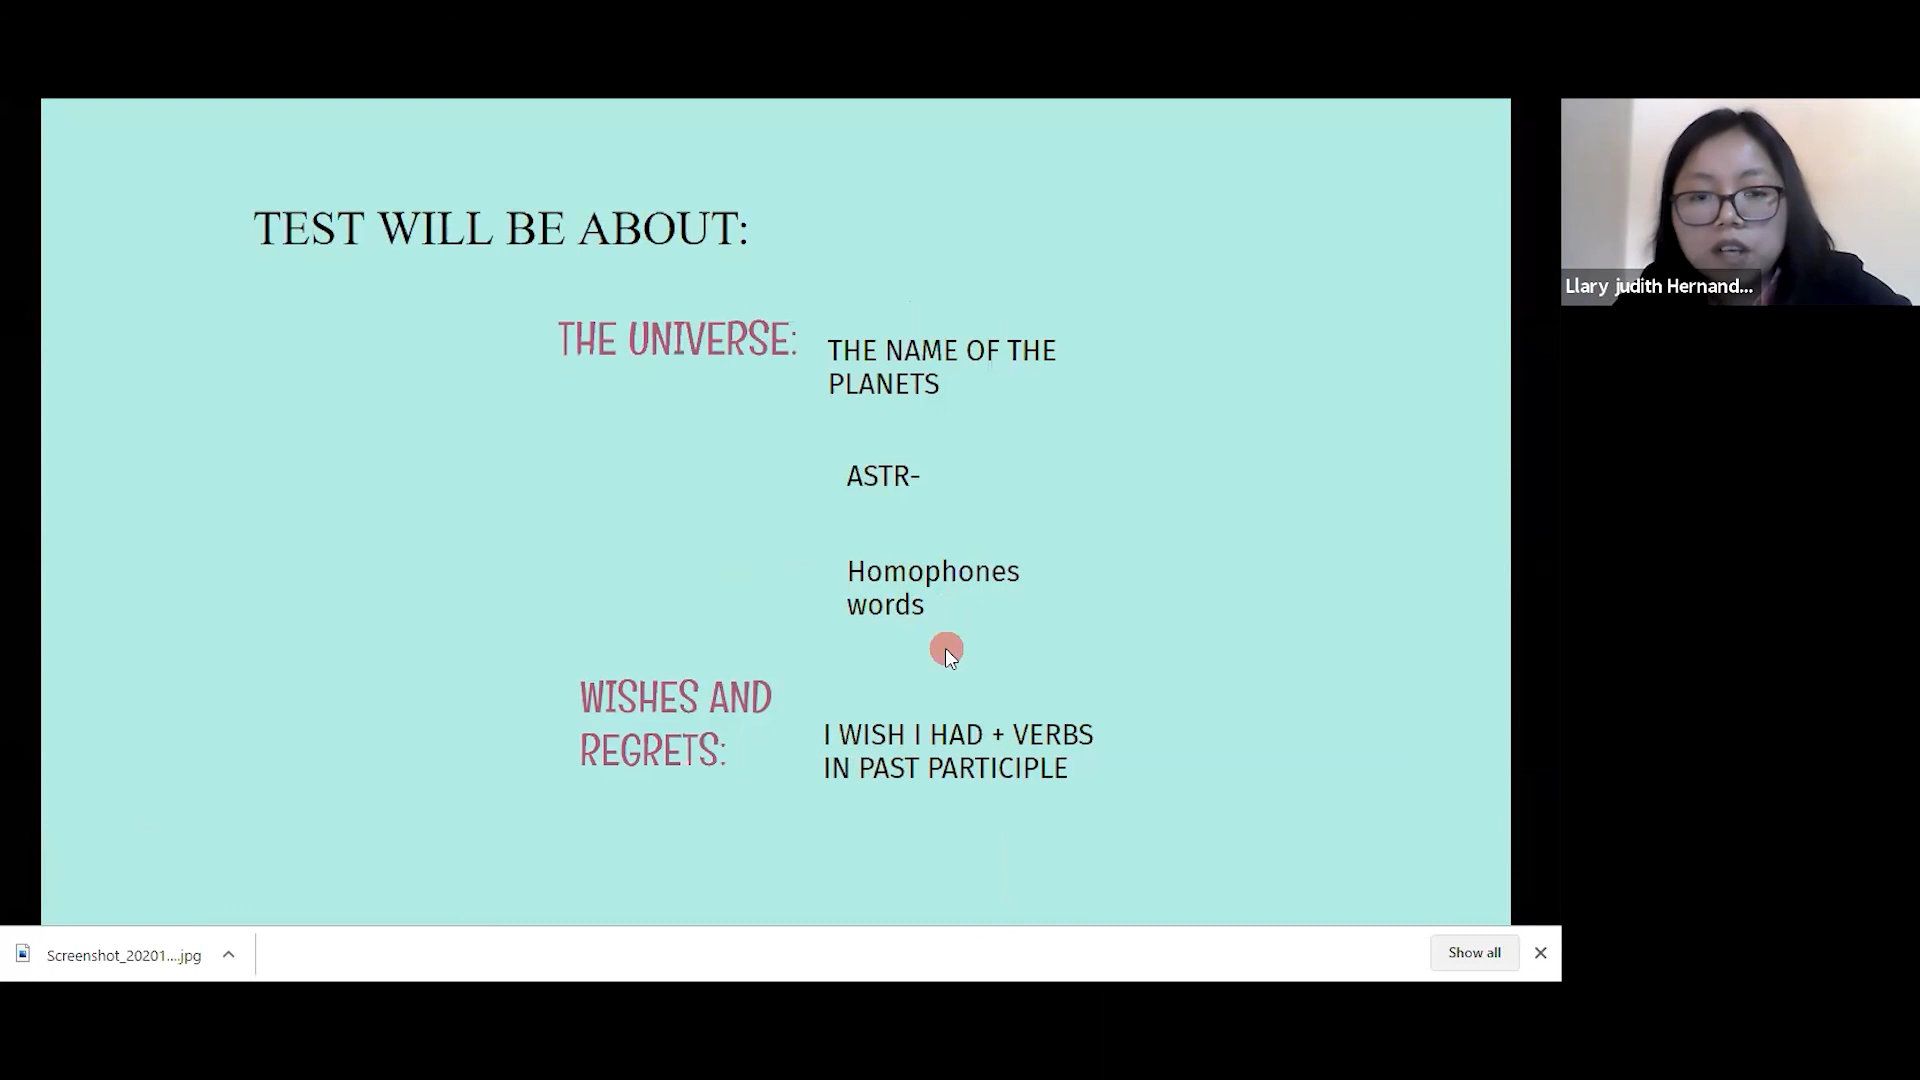 TEST WILL BE ABOUT:
THE UNIVERSE:
THE NAME OF THE
PLANETS
ASTR-
Homophones
words
WISHES AND
REGRETS:
I WISH I HAD + VERBS
IN PAST PARTICIPLE
Llary judith Hernand...
Screenshot_20201....jpg
Show all